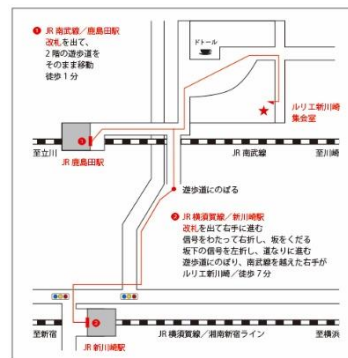 ❶ JR 南武線／鹿島田駅
改札を出て、
2階の遊歩道を
そのまま移動
徒歩1分
ドトール
ルリエ新川崎
集会室
❶
至立川
JR 鹿島田駅
JR 南武線
至川崎
遊歩道にのぼる
❷ JR 横須賀線／新川崎駅
改札を出て右手に進む
信号をわたって右折し、坂をくだる
坂下の信号を左折し、道なりに進む
遊歩道にのぼり、南武線を越えた右手が
ルリエ新川崎／徒歩7分
❷
至新宿
JR 新川崎駅
JR 横須賀線／湘南新宿ライン
至横浜